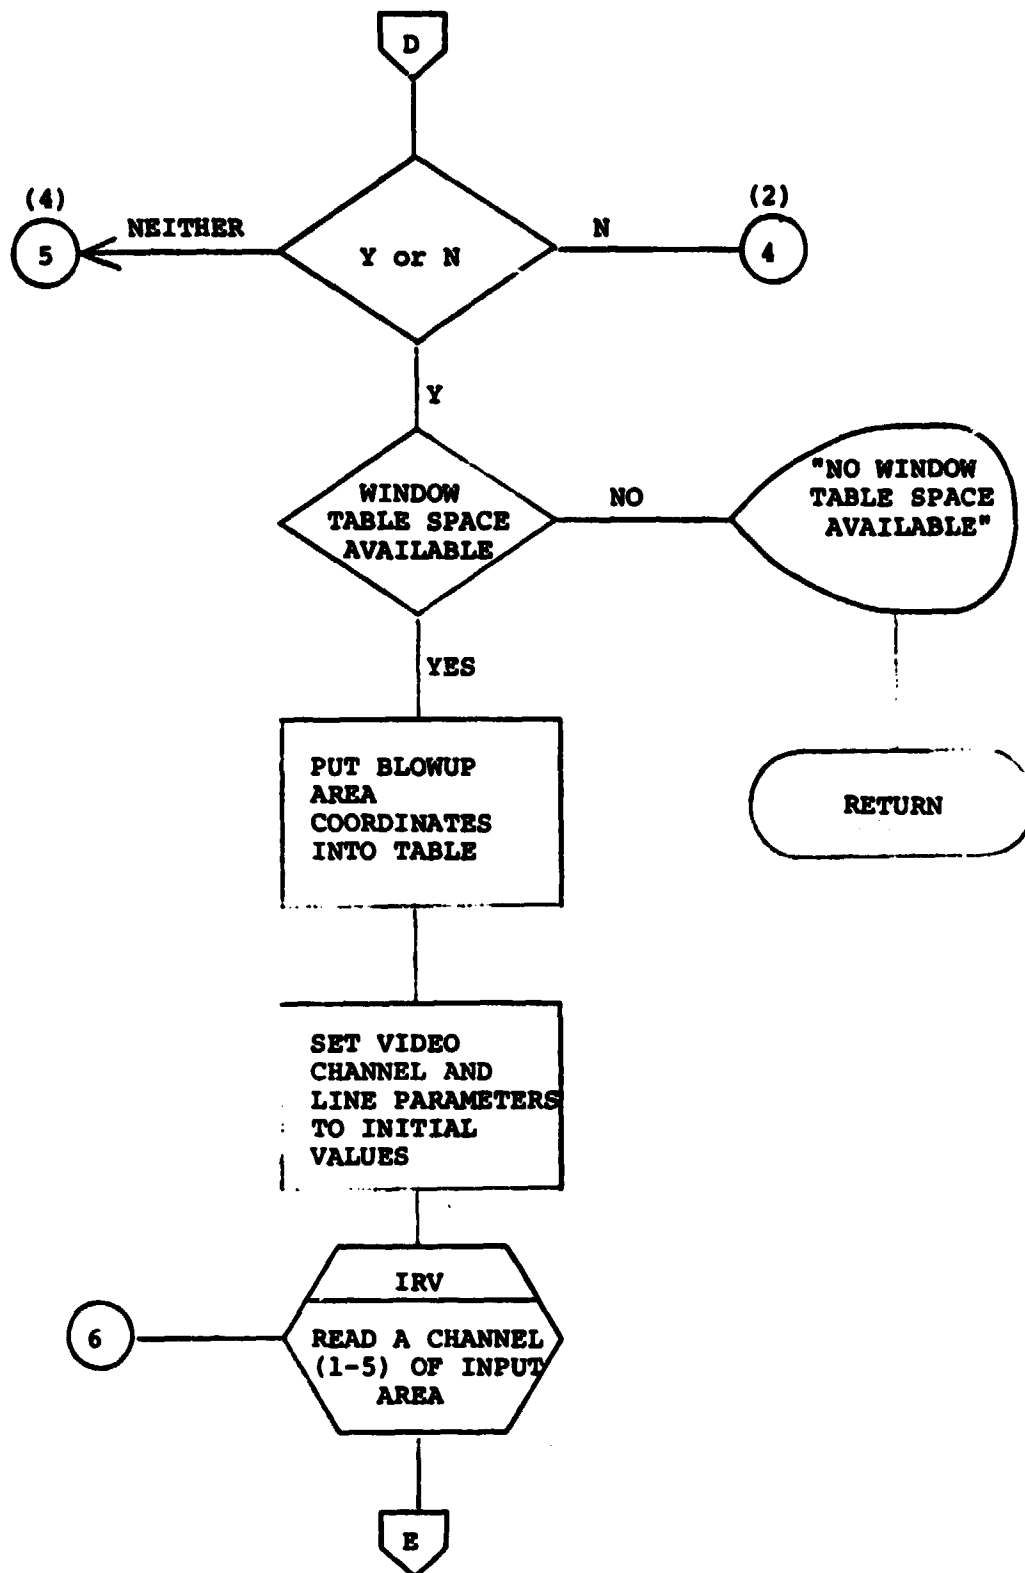 D
(4)
NEITHER
N
(2)
5
Y or N
4
Y
WINDOW
TABLE SPACE
AVAILABLE
NO
"NO WINDOW
TABLE SPACE
AVAILABLE"
YES
PUT BLOWUP
AREA
COORDINATES
INTO TABLE
RETURN
SET VIDEO
CHANNEL AND
LINE PARAMETERS
TO INITIAL
VALUES
IRV
6
READ A CHANNEL
(1-5) OF INPUT
AREA
E